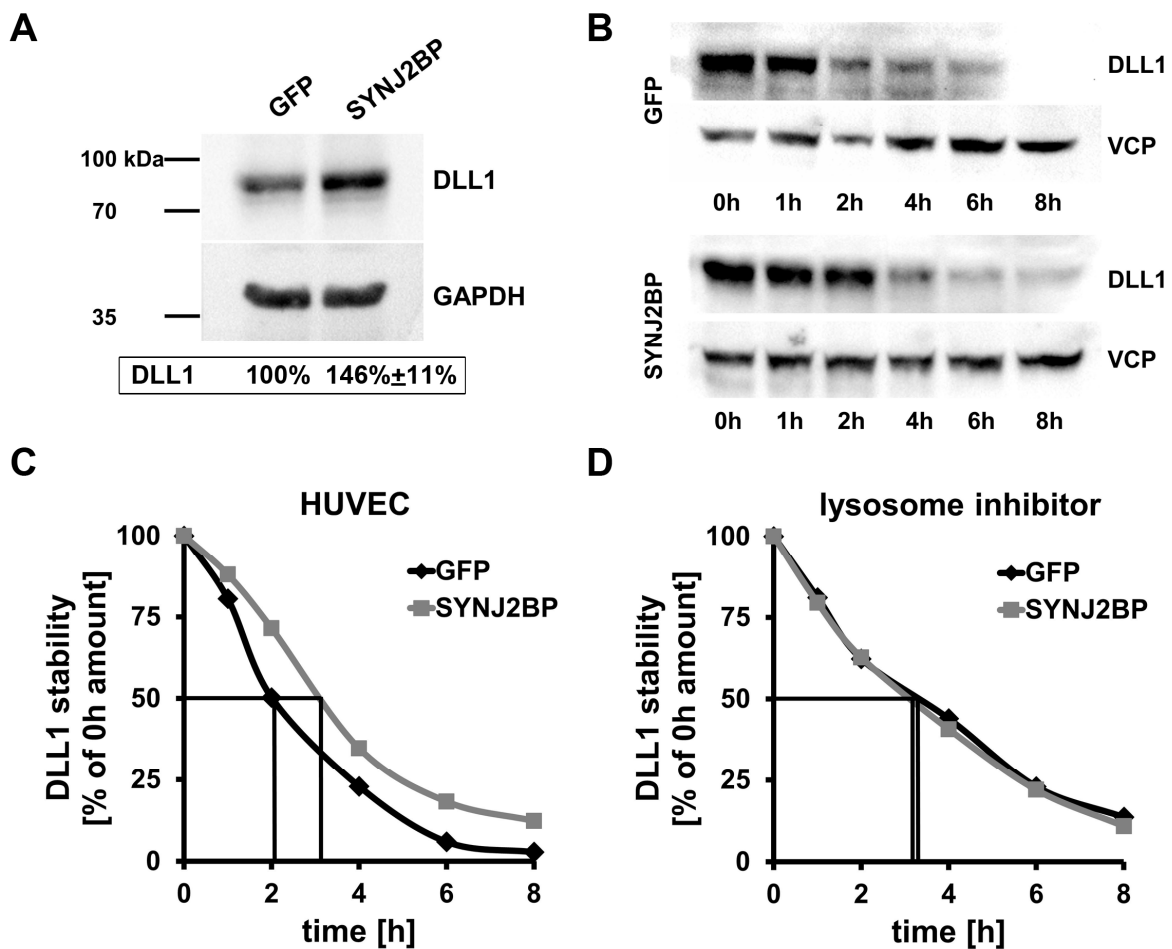 A
GFP SYNJ2BP
100 kDa
DLL1
70
GAPDH
35
DLL1 100% 146%±11%
B
GFP
DLL1
VCP
0h 1h 2h 4h 6h 8h
SYNJ2BP
DLL1
VCP
0h 1h 2h 4h 6h 8h
C
HUVEC
DLL1 stability
[% of 0h amount]
100
75
50
25
0
GFP
SYNJ2BP
0 2 4 6 8
time [h]
D
lysosome inhibitor
DLL1 stability
[% of 0h amount]
100
75
50
25
0
GFP
SYNJ2BP
0 2 4 6 8
time [h]